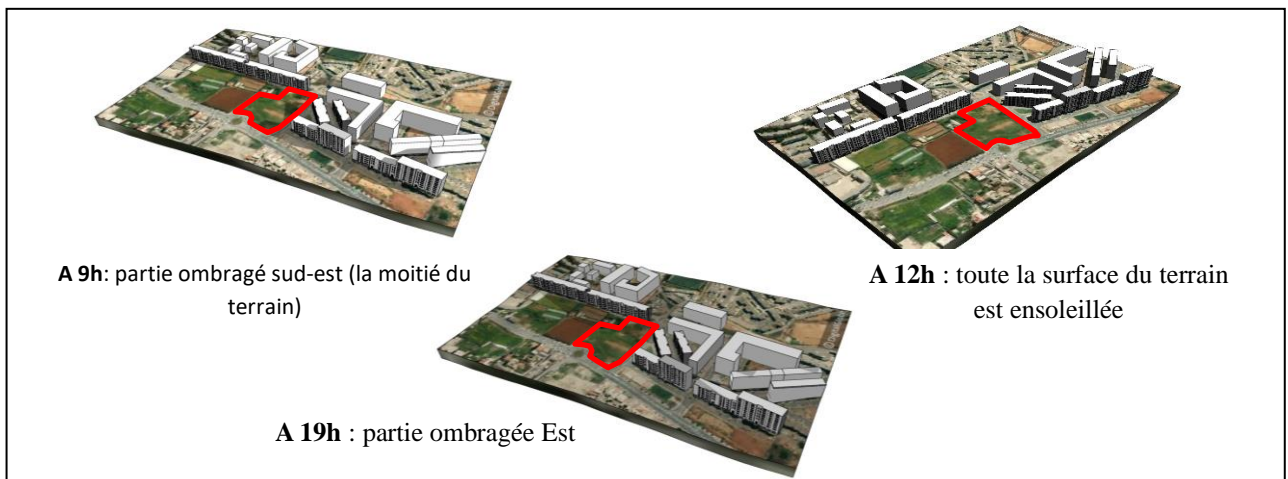 A 9h: partie ombragé sud-est (la moitié du
terrain)
A 12h : toute la surface du terrain
est ensoleillée
A 19h : partie ombragée Est